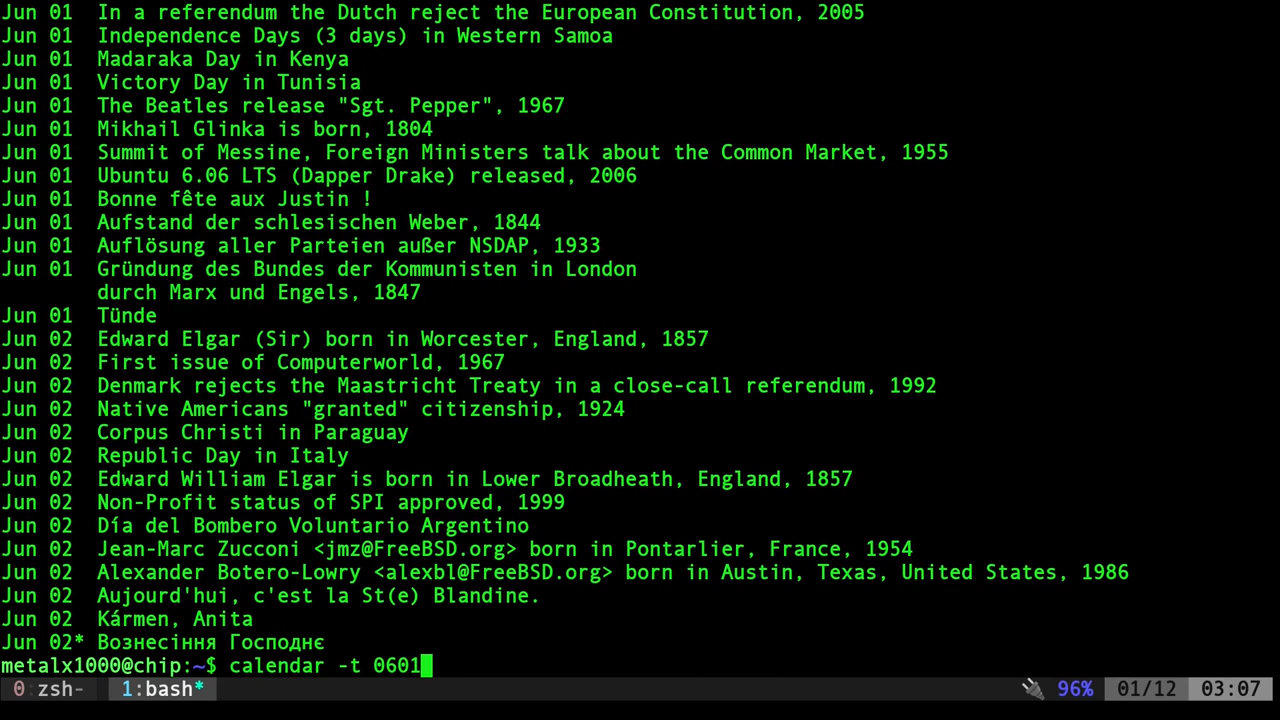 Jun 01  In a referendum the Dutch reject the European Constitution, 2005
Jun 01  Independence Days (3 days) in Western Samoa
Jun 01  Madaraka Day in Kenya
Jun 01  Victory Day in Tunisia
Jun 01  The Beatles release "Sgt. Pepper", 1967
Jun 01  Mikhail Glinka is born, 1804
Jun 01  Summit of Messine, Foreign Ministers talk about the Common Market, 1955
Jun 01  Ubuntu 6.06 LTS (Dapper Drake) released, 2006
Jun 01  Bonne fête aux Justin !
Jun 01  Aufstand der schlesischen Weber, 1844
Jun 01  Auflösung aller Parteien außer NSDAP, 1933
Jun 01  Gründung des Bundes der Kommunisten in London
        durch Marx und Engels, 1847
Jun 01  Tünde
Jun 02  Edward Elgar (Sir) born in Worcester, England, 1857
Jun 02  First issue of Computerworld, 1967
Jun 02  Denmark rejects the Maastricht Treaty in a close-call referendum, 1992
Jun 02  Native Americans "granted" citizenship, 1924
Jun 02  Corpus Christi in Paraguay
Jun 02  Republic Day in Italy
Jun 02  Edward William Elgar is born in Lower Broadheath, England, 1857
Jun 02  Non-Profit status of SPI approved, 1999
Jun 02  Día del Bombero Voluntario Argentino
Jun 02  Jean-Marc Zucconi <jmz@FreeBSD.org> born in Pontarlier, France, 1954
Jun 02  Alexander Botero-Lowry <alexbl@FreeBSD.org> born in Austin, Texas, United States, 1986
Jun 02  Aujourd'hui, c'est la St(e) Blandine.
Jun 02  Kármen, Anita
Jun 02* Вознесіння Господнє
metalx1000@chip:~$ calendar -t 0601
0:zsh-  1:bash*  96%  01/12  03:07